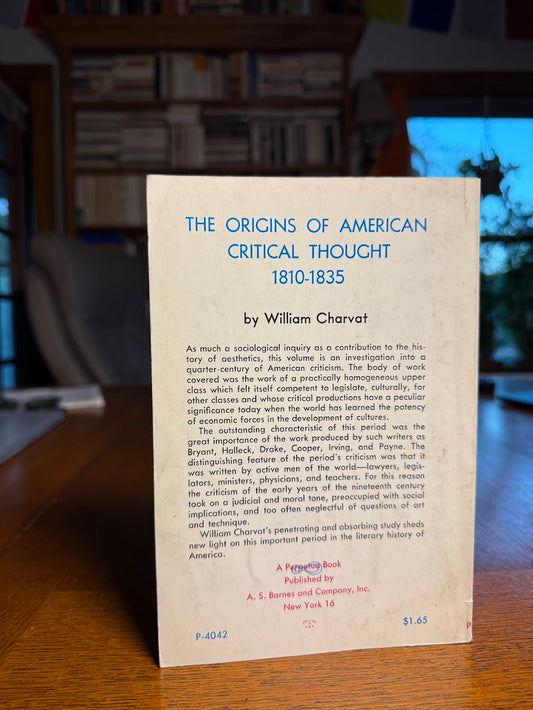 THE ORIGINS OF AMERICAN
CRITICAL THOUGHT
1810-1835
by William Charvat
As much a sociological inquiry as a contribution to the his-
tory of aesthetics, this volume is an investigation into a
quarter-century of American criticism. The body of work
covered was the work of a practically homogeneous upper
class which felt itself competent to legislate, culturally, for
other classes and whose critical productions have a peculiar
significance today when the world has learned the potency
of economic forces in the development of cultures.
The outstanding characteristic of this period was the
great importance of the work produced by such writers as
Bryant, Halleck, Drake, Cooper, Irving, and Payne. The
distinguishing feature of the period's criticism was that it
was written by active men of the world—lawyers, legis-
lators, ministers, physicians, and teachers. For this reason
the criticism of the early years of the nineteenth century
took on a judicial and moral tone, preoccupied with social
implications, and too often neglectful of questions of art
and technique.
William Charvat's penetrating and absorbing study sheds
new light on this important period in the literary history of
America.
A Perpetua Book
Published by
A. S. Barnes and Company, Inc.
New York 16
P-4042 $1.65
P